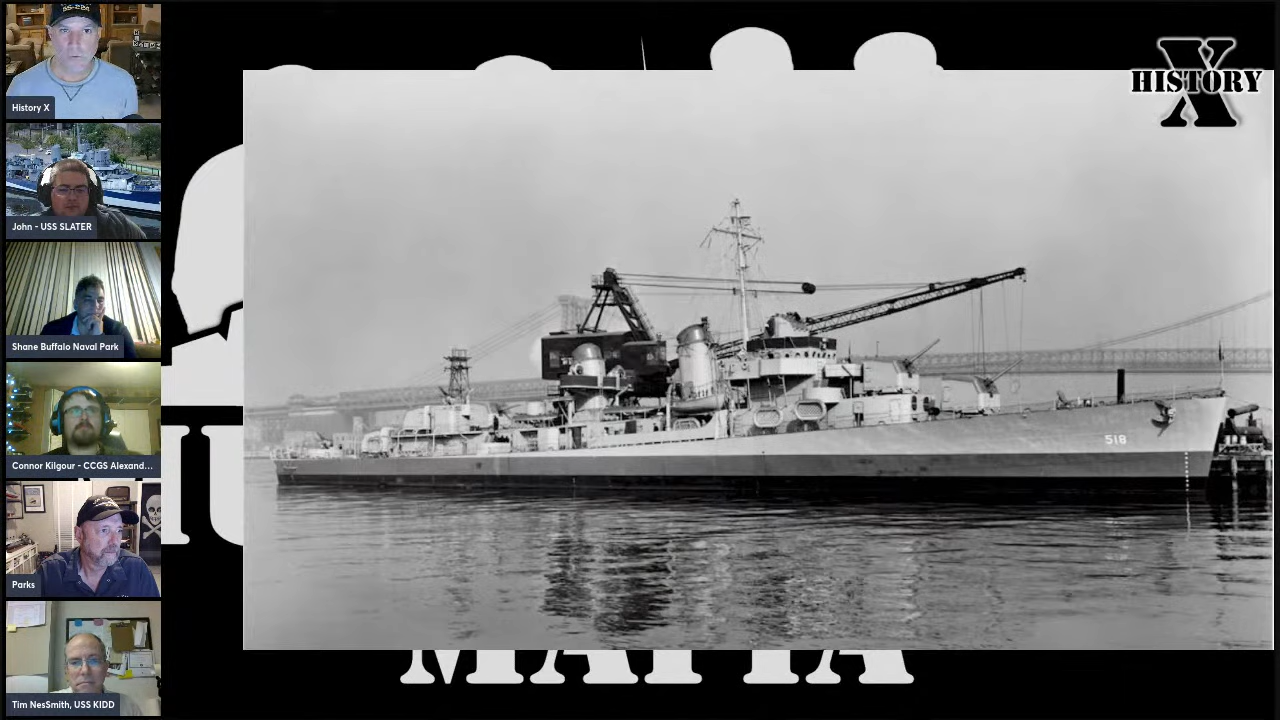 History X
John - USS SLATER
Shane Buffalo Naval Park
Connor Kilgour - CCGS Alexand...
Parks
Tim NesSmith, USS KIDD
X
HISTORY
518
MAFIA